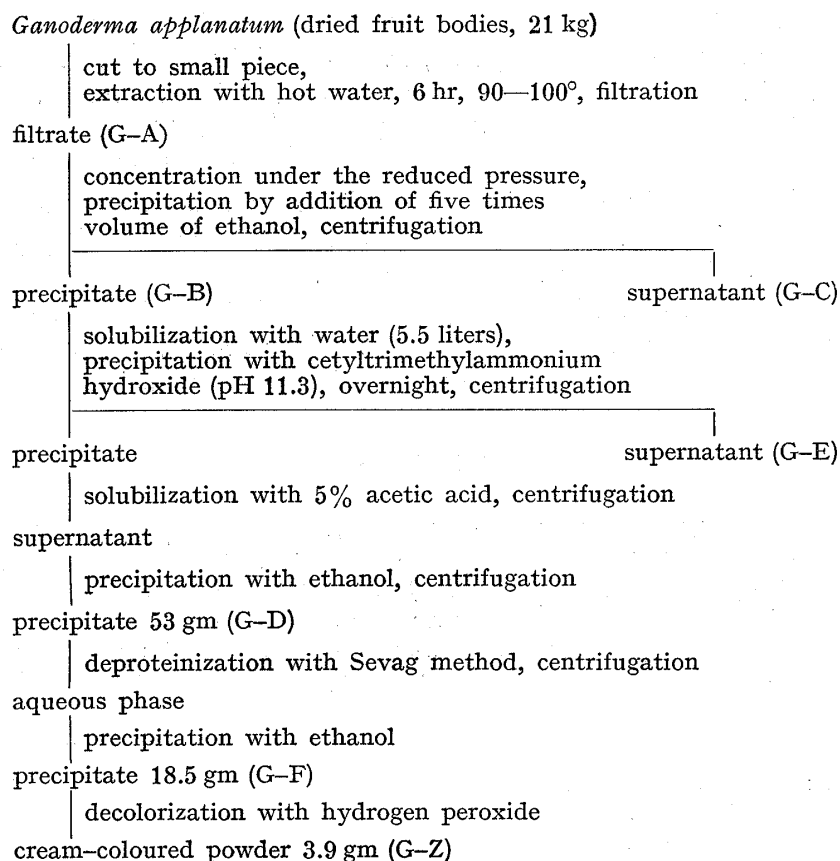 Ganoderma applanatum (dried fruit bodies, 21 kg)
cut to small piece,
extraction with hot water, 6 hr, 90—100°, filtration
filtrate (G–A)
concentration under the reduced pressure,
precipitation by addition of five times
volume of ethanol, centrifugation
precipitate (G–B) supernatant (G–C)
solubilization with water (5.5 liters),
precipitation with cetyltrimethylammonium
hydroxide (pH 11.3), overnight, centrifugation
precipitate supernatant (G–E)
solubilization with 5% acetic acid, centrifugation
supernatant
precipitation with ethanol, centrifugation
precipitate 53 gm (G–D)
deproteinization with Sevag method, centrifugation
aqueous phase
precipitation with ethanol
precipitate 18.5 gm (G–F)
decolorization with hydrogen peroxide
cream–coloured powder 3.9 gm (G–Z)